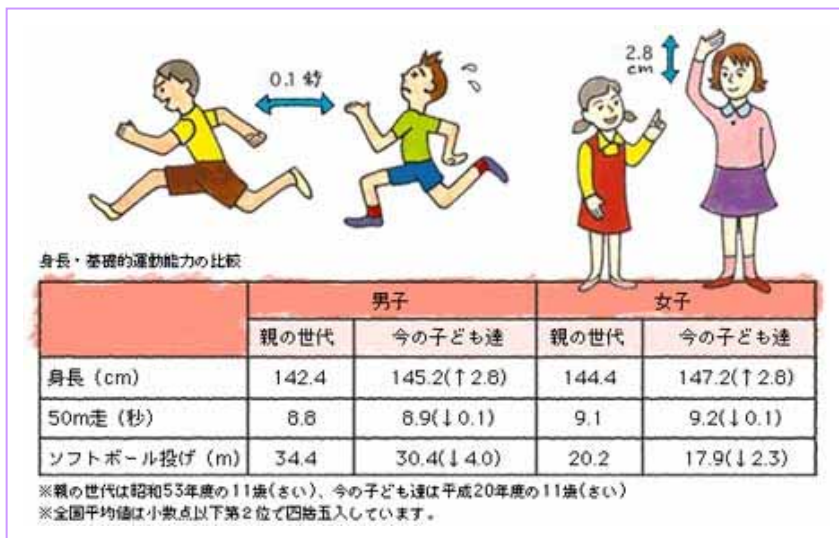 0.1 秒
2.8
cm
身長・基礎的運動能力の比較
男子 女子
親の世代 今の子ども達 親の世代 今の子ども達
身長（cm） 142.4 145.2(↑2.8) 144.4 147.2(↑2.8)
50m走（秒） 8.8 8.9(↓0.1) 9.1 9.2(↓0.1)
ソフトボール投げ（m） 34.4 30.4(↓4.0) 20.2 17.9(↓2.3)
※親の世代は昭和53年度の11歳(さい)、今の子ども達は平成20年度の11歳(さい)
※全国平均値は小数点以下第2位で四捨五入しています。